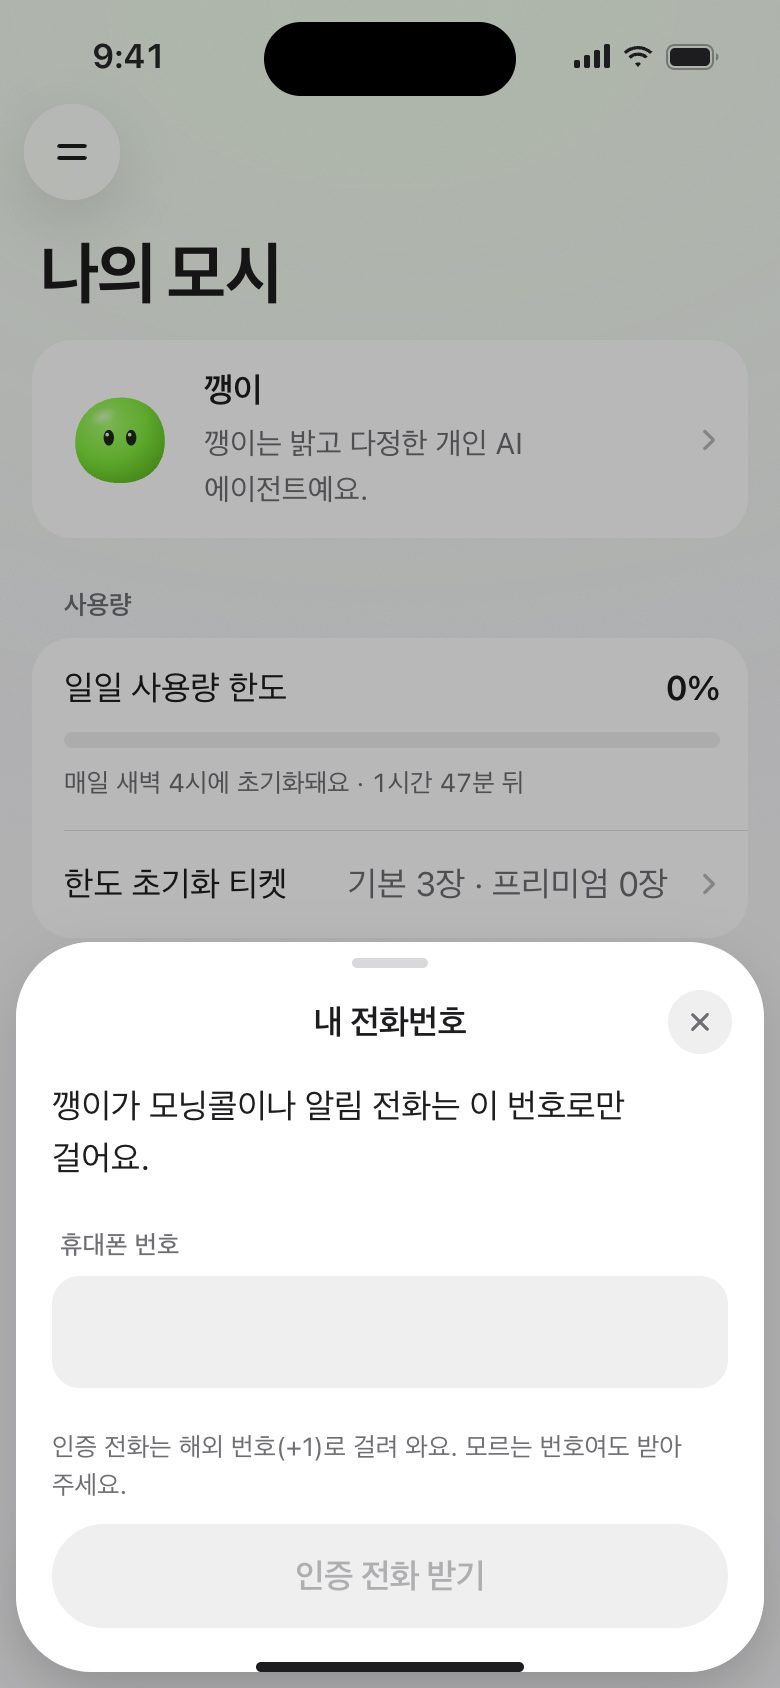 9:41
나의 모시
깽이
깽이는 밝고 다정한 개인 AI
에이전트예요.
사용량
일일 사용량 한도 0%
매일 새벽 4시에 초기화돼요 · 1시간 47분 뒤
한도 초기화 티켓 기본 3장 · 프리미엄 0장
내 전화번호
깽이가 모닝콜이나 알림 전화는 이 번호로만
걸어요.
휴대폰 번호
인증 전화는 해외 번호(+1)로 걸려 와요. 모르는 번호여도 받아
주세요.
인증 전화 받기